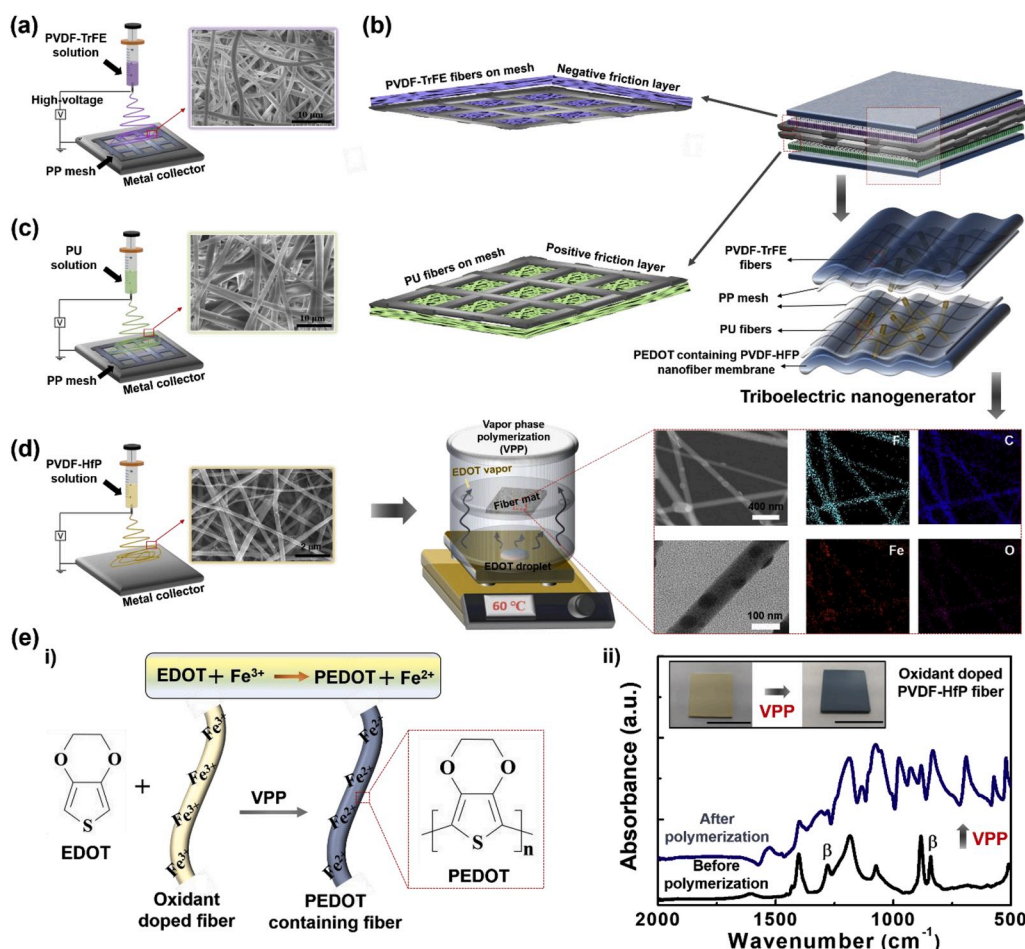 (a)
PVDF-TrFE
solution
High-voltage
V
PP mesh
Metal collector
10 μm
(b)
PVDF-TrFE fibers on mesh
Negative friction layer
PU fibers on mesh
Positive friction layer
PVDF-TrFE
fibers
PP mesh
PU fibers
PEDOT containing PVDF-HFP
nanofiber membrane
Triboelectric nanogenerator
(c)
PU
solution
V
PP mesh
Metal collector
10 μm
(d)
PVDF-HfP
solution
V
Metal collector
2 μm
Vapor phase
polymerization
(VPP)
EDOT vapor
Fiber mat
EDOT droplet
60 °C
400 nm
F
C
100 nm
Fe
O
(e)
i)
EDOT + Fe³⁺ → PEDOT + Fe²⁺
O
O
S
EDOT
+
Fe³⁺
Fe³⁺
Fe³⁺
Fe³⁺
Oxidant
doped fiber
VPP
Fe²⁺
Fe²⁺
Fe²⁺
Fe²⁺
PEDOT
containing fiber
O
O
S
n
PEDOT
ii)
VPP
Oxidant doped
PVDF-HfP fiber
Absorbance (a.u.)
After
polymerization
VPP
β
β
Before
polymerization
2000
1500
1000
500
Wavenumber (cm⁻¹)